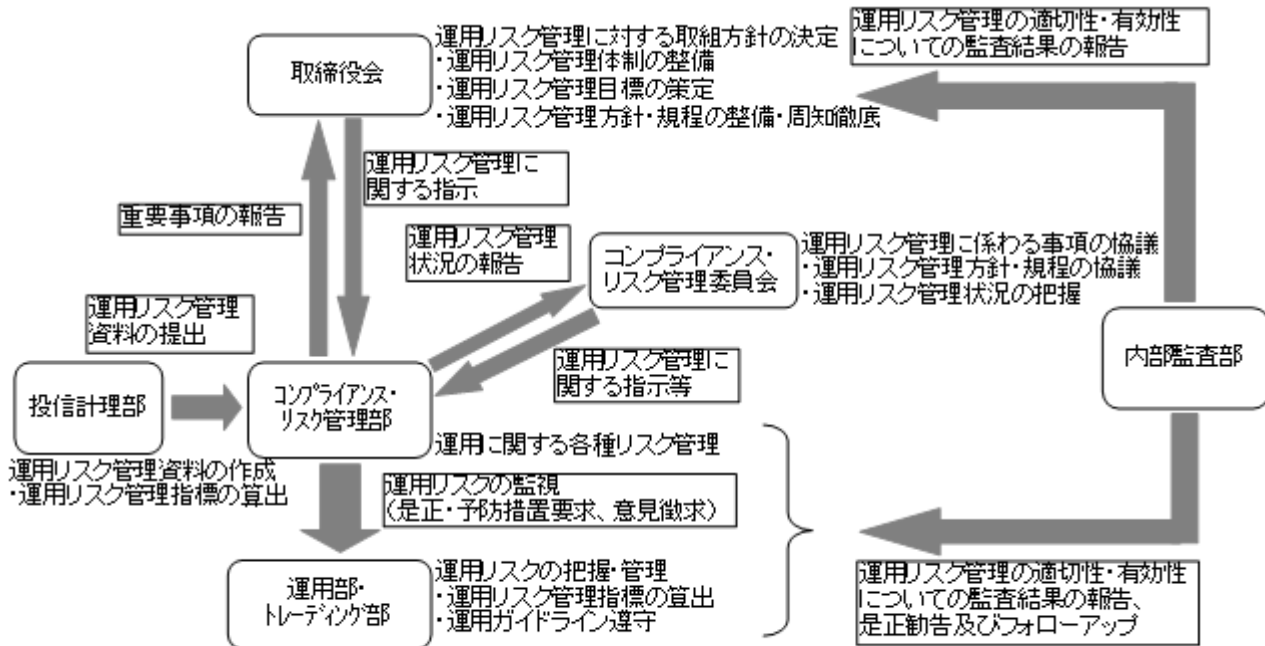 取締役会
運用リスク管理に対する取組方針の決定
・運用リスク管理体制の整備
・運用リスク管理目標の策定
・運用リスク管理方針・規程の整備・周知徹底
運用リスク管理の適切性・有効性
についての監査結果の報告
運用リスク管理に
関する指示
重要事項の報告
運用リスク管理
状況の報告
コンプライアンス・
リスク管理委員会
運用リスク管理に係わる事項の協議
・運用リスク管理方針・規程の協議
・運用リスク管理状況の把握
運用リスク管理
資料の提出
運用リスク管理に
関する指示等
内部監査部
投信計理部
コンプライアンス・
リスク管理部
運用に関する各種リスク管理
運用リスク管理資料の作成
・運用リスク管理指標の算出
運用リスクの監視
(是正・予防措置要求、意見徴求)
運用部・
トレーディング部
運用リスクの把握・管理
・運用リスク管理指標の算出
・運用ガイドライン遵守
運用リスク管理の適切性・有効性
についての監査結果の報告、
是正勧告及びフォローアップ